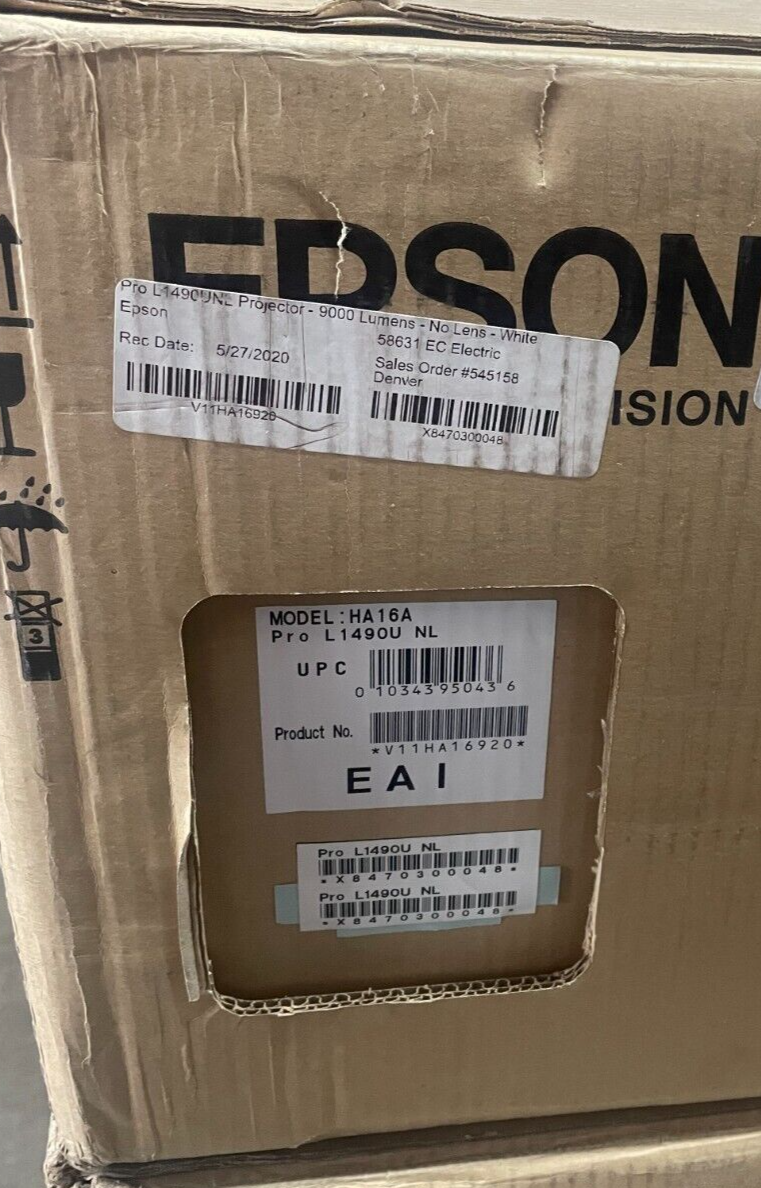 EPSON
ISION
Pro L1490UNL Projector - 9000 Lumens - No Lens - White
Epson
58631 EC Electric
Rec Date: 5/27/2020
Sales Order #545158
Denver
V11HA16920
X8470300048
3
MODEL:HA16A
Pro L1490U NL
UPC
0 10343 95043 6
Product No.
*V11HA16920*
EAI
Pro L1490U NL
*X8470300048*
Pro L1490U NL
*X8470300048*